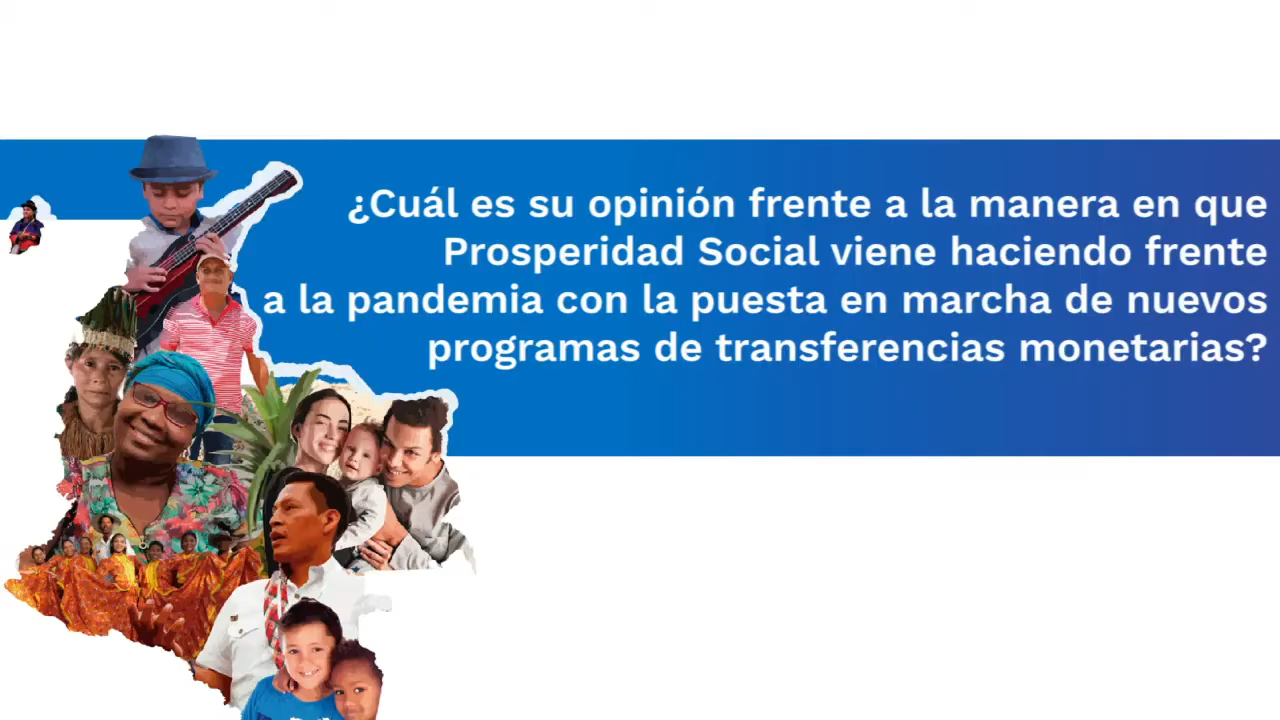 ¿Cuál es su opinión frente a la manera en que
Prosperidad Social viene haciendo frente
a la pandemia con la puesta en marcha de nuevos
programas de transferencias monetarias?